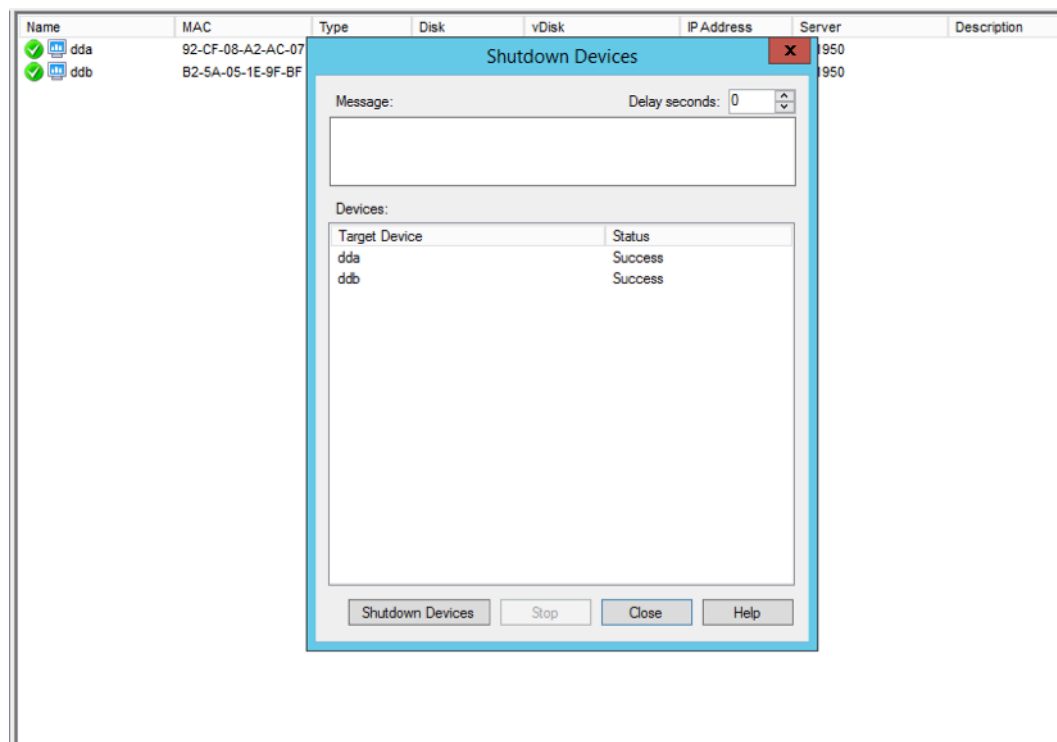 Name MAC Type Disk vDisk IP Address Server Description
dda 92-CF-08-A2-AC-07 1950
ddb B2-5A-05-1E-9F-BF 1950
Shutdown Devices x
Message: Delay seconds: 0
Devices:
Target Device Status
dda Success
ddb Success
Shutdown Devices Stop Close Help